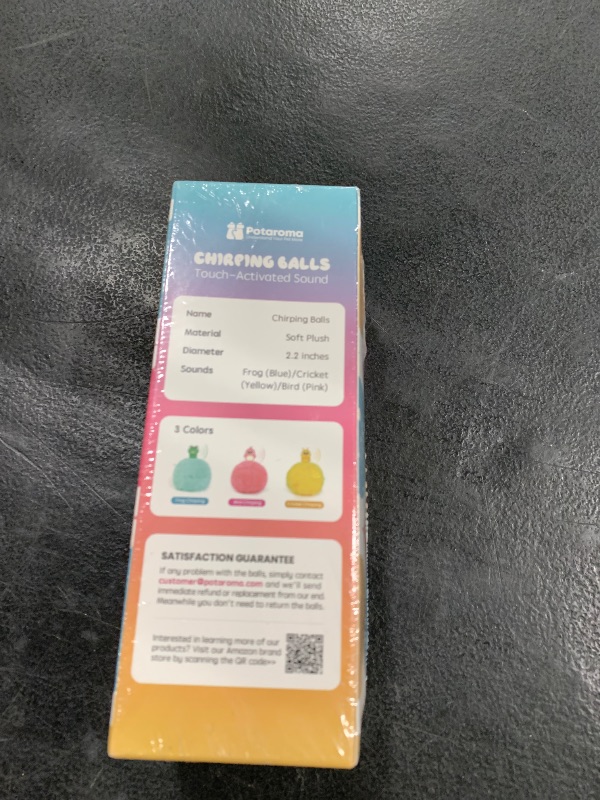 Potaroma
CHIRPING BALLS
Touch-Activated Sound
Name Chirping Balls
Material Soft Plush
Diameter 2.2 Inches
Sounds Frog (Blue)/Cricket
(Yellow)/Bird (Pink)
3 Colors
SATISFACTION GUARANTEE
If any problem with the balls, simply contact
customer@potaroma.com and we'll send
immediate refund or replacement from our end.
Meanwhile you don't need to return the balls.
Interested in learning more of our
products? Visit our Amazon brand
store by scanning the QR code>>